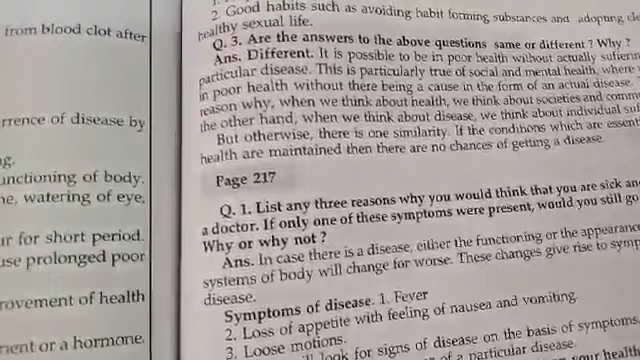 from blood clot after
rrence of disease by
ng.
unctioning of body.
ne, watering of eye,
ur for short period.
use prolonged poor
rovement of health
ment or a hormone.
2. Good habits such as avoiding habit forming substances and adopting
healthy sexual life.
Q. 3. Are the answers to the above questions same or different ? Why ?
Ans. Different. It is possible to be in poor health without actually
particular disease. This is particularly true of social and mental health, where
in poor health without there being a cause in the form of an actual disease.
reason why, when we think about health, we think about societies and
the other hand, when we think about disease, we think about individual
But otherwise, there is one similarity. If the conditions which are
health are maintained then there are no chances of getting a disease.
Page 217
Q. 1. List any three reasons why you would think that you are sick
a doctor. If only one of these symptoms were present, would you still go
Why or why not ?
Ans. In case there is a disease, either the functioning or the
systems of body will change for worse. These changes give rise to
disease.
Symptoms of disease. 1. Fever
2. Loss of appetite with feeling of nausea and vomiting.
3. Loose motions.
look for signs of disease on the basis of symptoms.
of a particular disease.
your health